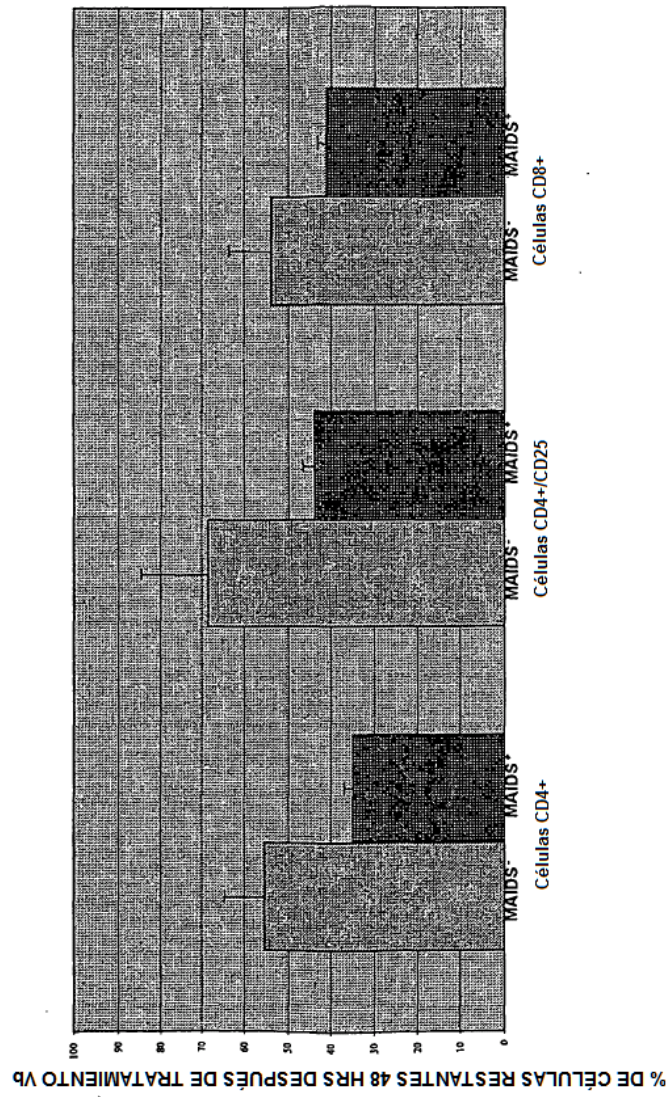 % DE CÉLULAS RESTANTES 48 HRS DESPUÉS DE TRATAMIENTO Vb
100
90
80
70
60
50
40
30
20
10
0
MAIDS- MAIDS+
Células CD4+
MAIDS- MAIDS+
Células CD4+/CD25
MAIDS- MAIDS+
Células CD8+